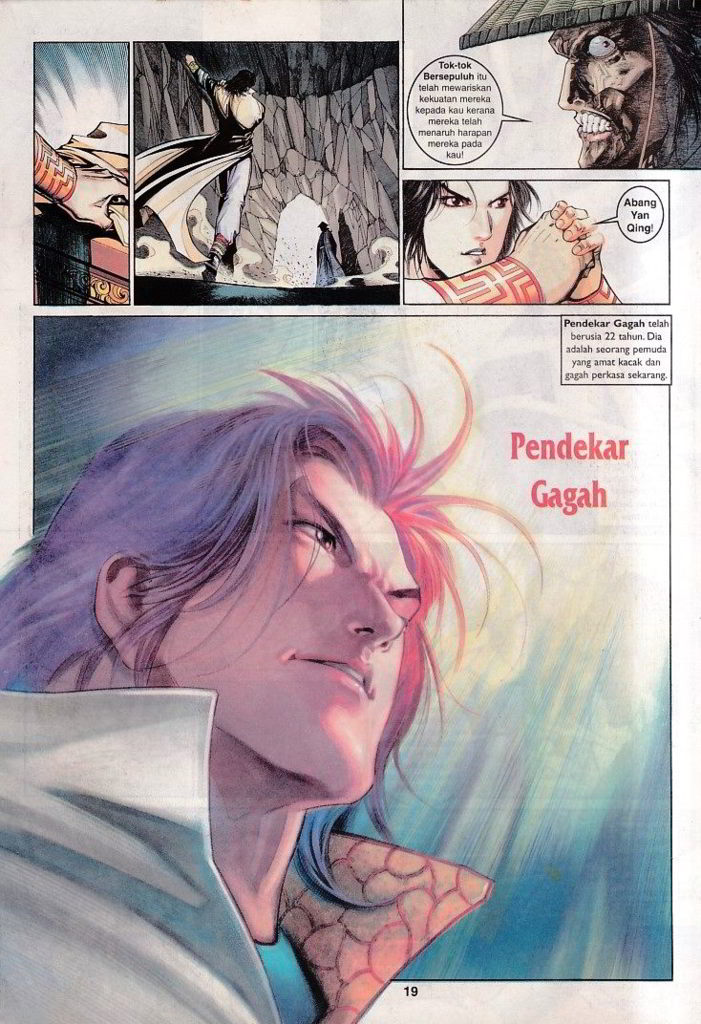 Tok-tok
Bersepuluh itu
telah mewariskan
kekuatan mereka
kepada kau kerana
mereka telah
menaruh harapan
mereka pada
kau!
Abang
Yan
Qing!
Pendekar Gagah telah
berusia 22 tahun. Dia
adalah seorang pemuda
yang amat kacak dan
gagah perkasa sekarang.
Pendekar
Gagah
19